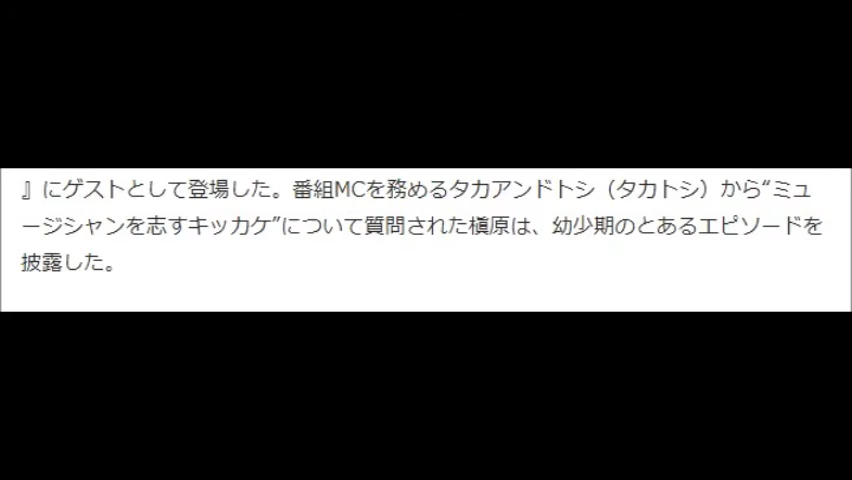 』にゲストとして登場した。番組MCを務めるタカアンドトシ（タカトシ）から“ミュ
ージシャンを志すキッカケ”について質問された槇原は、幼少期のとあるエピソードを
披露した。